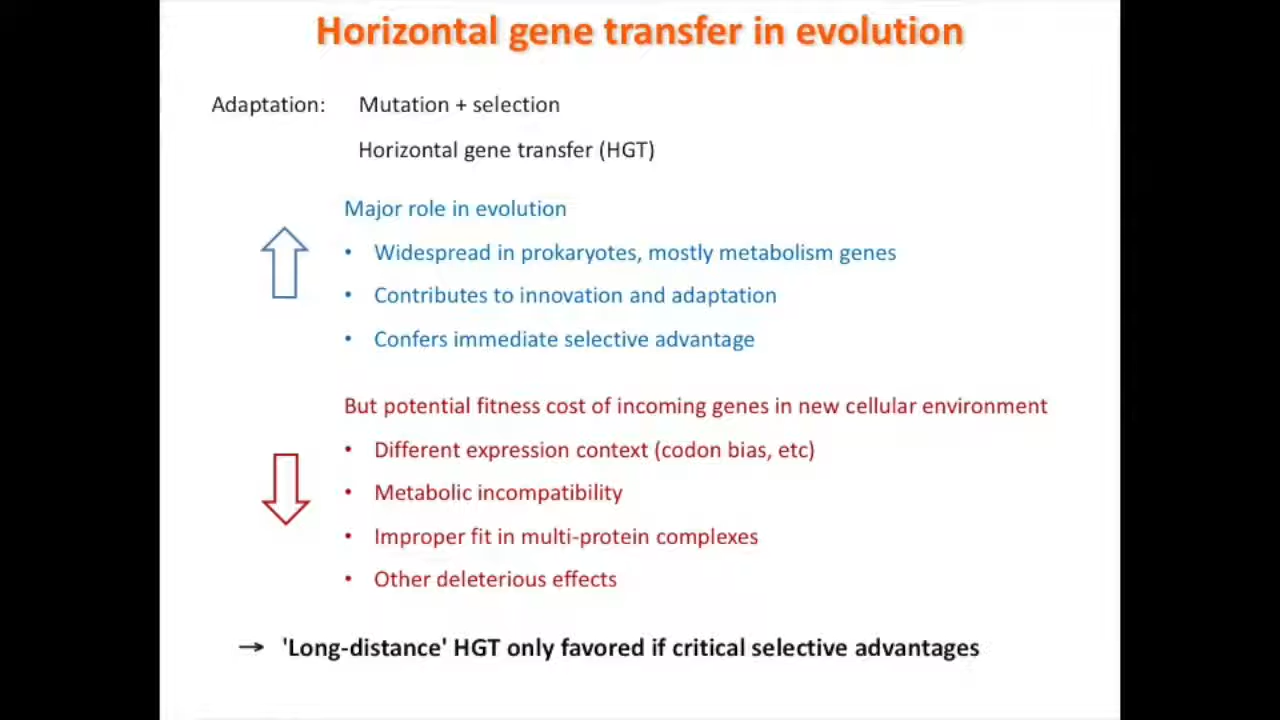 Horizontal gene transfer in evolution
Adaptation: Mutation + selection
Horizontal gene transfer (HGT)
Major role in evolution
• Widespread in prokaryotes, mostly metabolism genes
• Contributes to innovation and adaptation
• Confers immediate selective advantage
But potential fitness cost of incoming genes in new cellular environment
• Different expression context (codon bias, etc)
• Metabolic incompatibility
• Improper fit in multi-protein complexes
• Other deleterious effects
→ 'Long-distance' HGT only favored if critical selective advantages